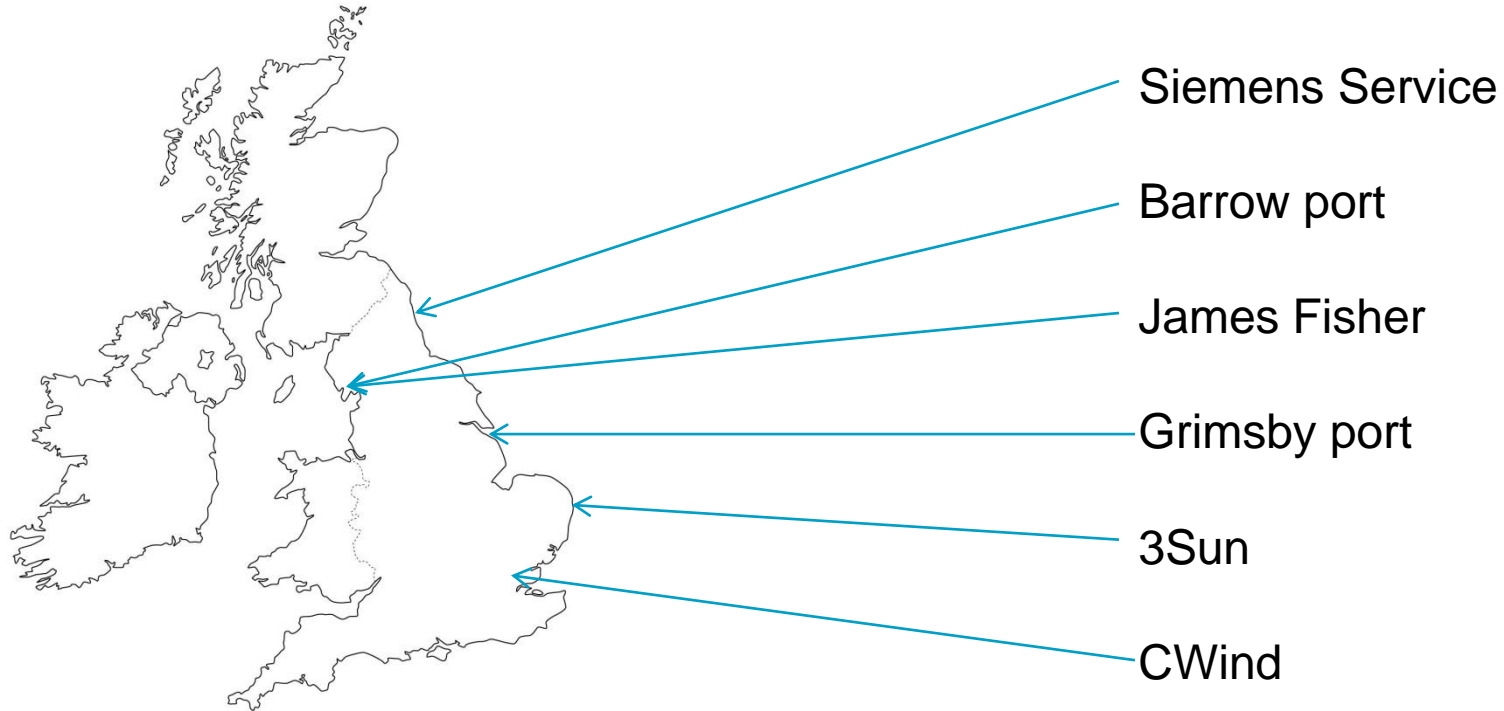 Siemens Service
Barrow port
James Fisher
Grimsby port
3Sun
CWind